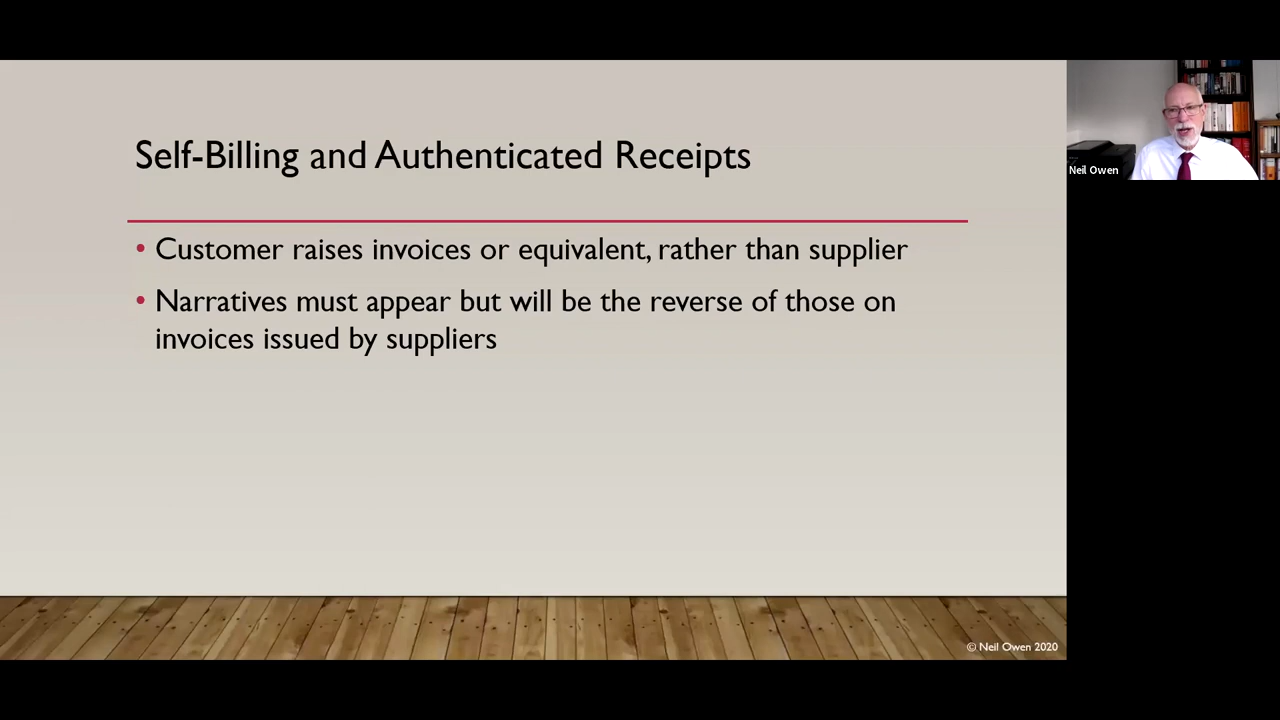 Self-Billing and Authenticated Receipts
• Customer raises invoices or equivalent, rather than supplier
• Narratives must appear but will be the reverse of those on
invoices issued by suppliers
© Neil Owen 2020
Neil Owen